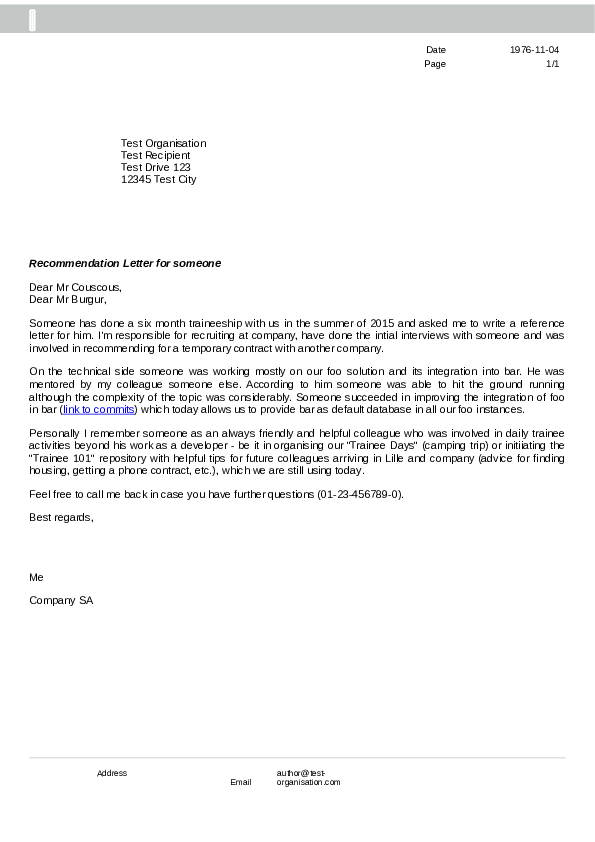 Date 1976-11-04
Page 1/1
Test Organisation
Test Recipient
Test Drive 123
12345 Test City
Recommendation Letter for someone
Dear Mr Couscous,
Dear Mr Burgur,
Someone has done a six month traineeship with us in the summer of 2015 and asked me to write a reference
letter for him. I'm responsible for recruiting at company, have done the intial interviews with someone and was
involved in recommending for a temporary contract with another company.
On the technical side someone was working mostly on our foo solution and its integration into bar. He was
mentored by my colleague someone else. According to him someone was able to hit the ground running
although the complexity of the topic was considerably. Someone succeeded in improving the integration of foo
in bar (link to commits) which today allows us to provide bar as default database in all our foo instances.
Personally I remember someone as an always friendly and helpful colleague who was involved in daily trainee
activities beyond his work as a developer - be it in organising our "Trainee Days" (camping trip) or initiating the
"Trainee 101" repository with helpful tips for future colleagues arriving in Lille and company (advice for finding
housing, getting a phone contract, etc.), which we are still using today.
Feel free to call me back in case you have further questions (01-23-456789-0).
Best regards,
Me
Company SA
Address
Email author@test-
organisation.com